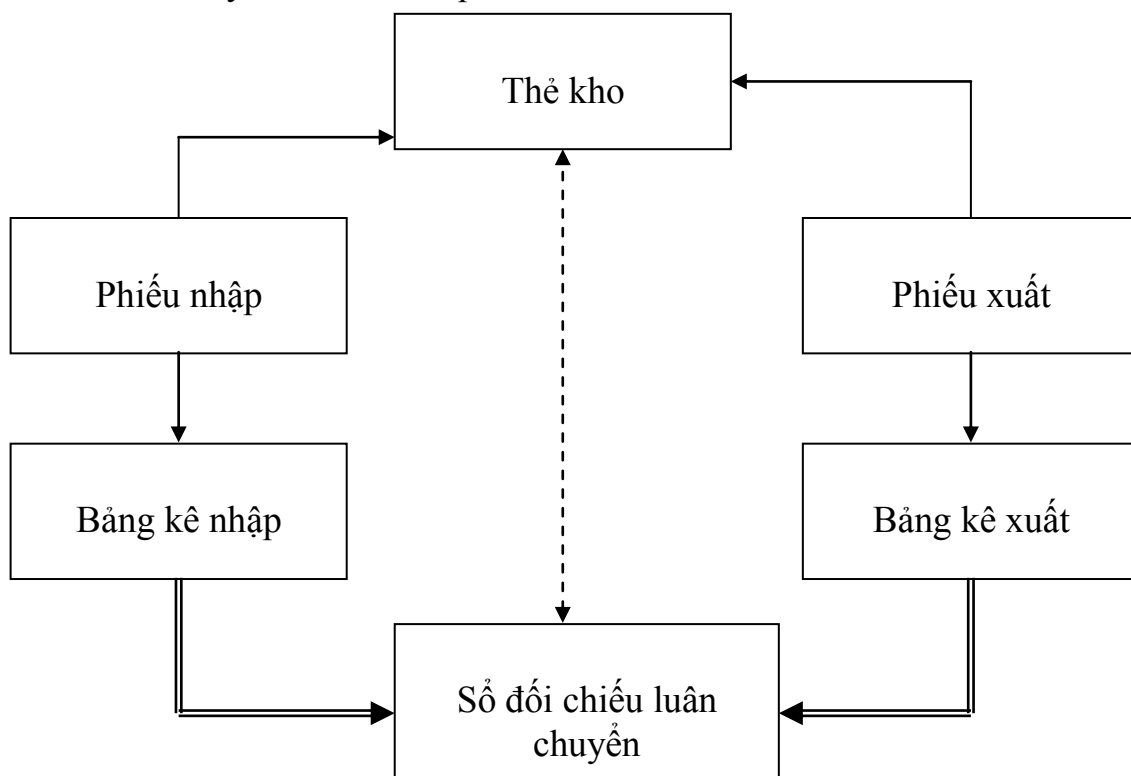 Thẻ kho
Phiếu nhập
Phiếu xuất
Bảng kê nhập
Bảng kê xuất
Sổ đối chiếu luân
chuyển